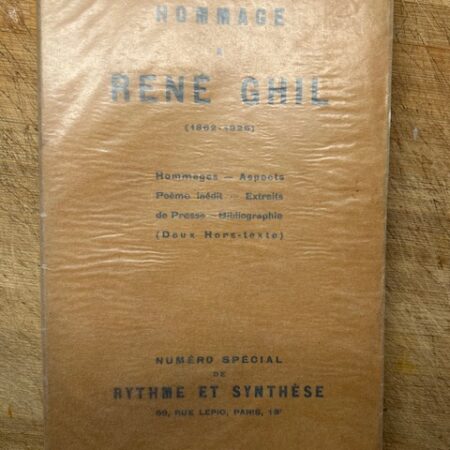 HOMMAGE
A
RENÉ GHIL
(1862-1925)
Hommages — Aspects
Poème inédit — Extraits
de Presse — Bibliographie
(Deux Hors-texte)
NUMÉRO SPÉCIAL
DE
RYTHME ET SYNTHÈSE
RUE LEPIC, PARIS, 18ᵉ